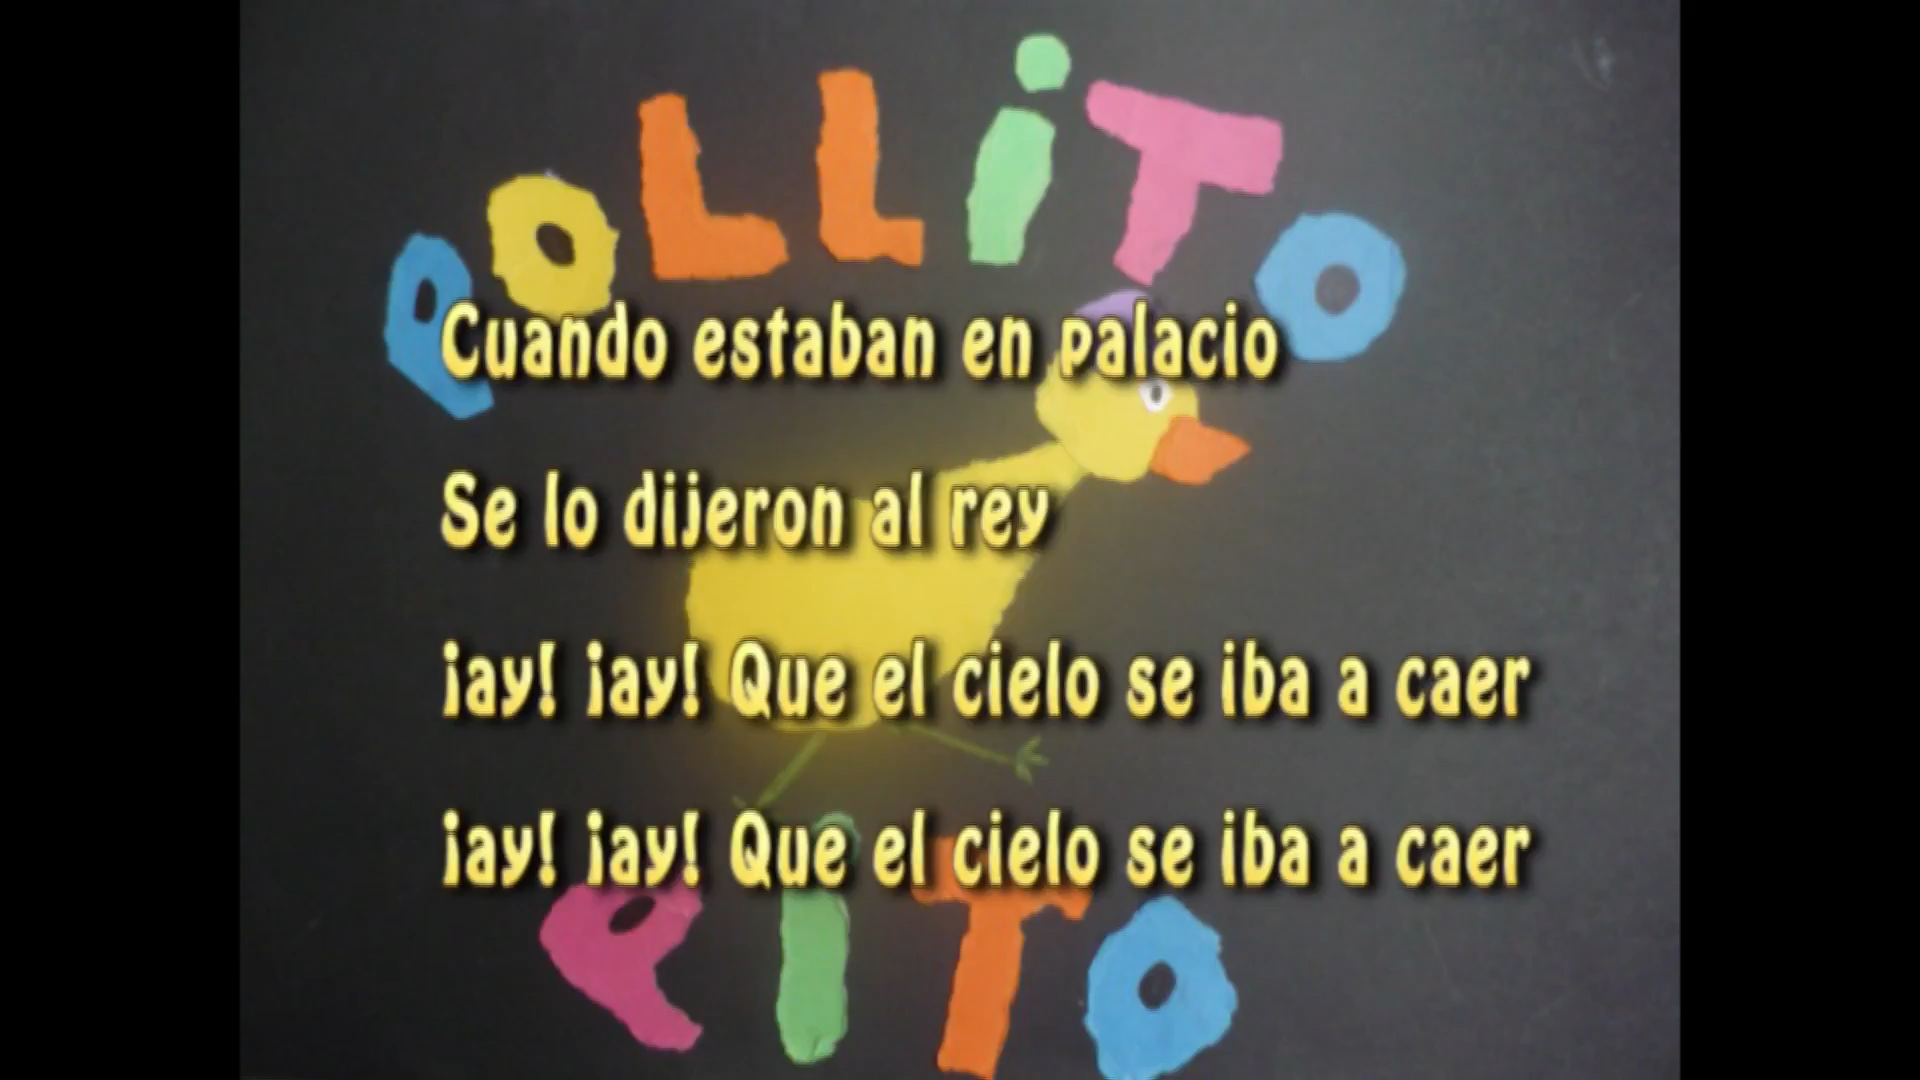 POLLiTO
Cuando estaban en palacio
Se lo dijeron al rey
¡ay! ¡ay! Que el cielo se iba a caer
¡ay! ¡ay! Que el cielo se iba a caer
PiTO